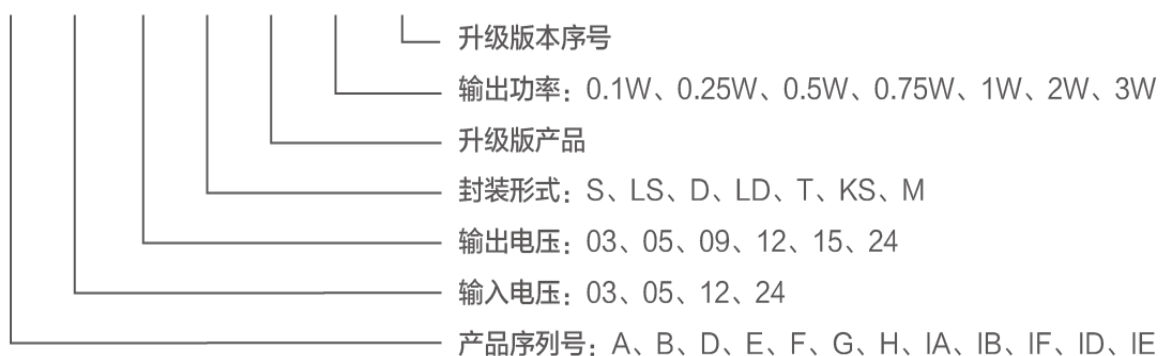 升级版本序号
输出功率：0.1W、0.25W、0.5W、0.75W、1W、2W、3W
升级版产品
封装形式：S、LS、D、LD、T、KS、M
输出电压：03、05、09、12、15、24
输入电压：03、05、12、24
产品序列号：A、B、D、E、F、G、H、IA、IB、IF、ID、IE